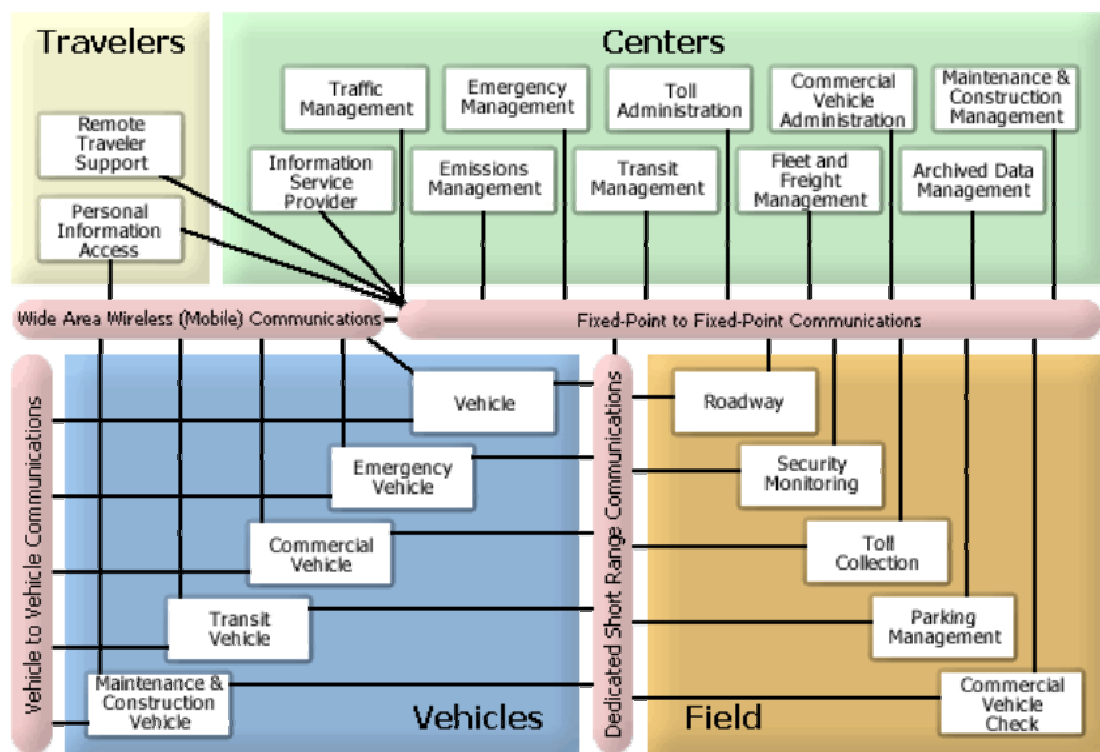 Travelers
Centers
Remote
Traveler
Support
Personal
Information
Access
Traffic
Management
Emergency
Management
Toll
Administration
Commercial
Vehicle
Administration
Maintenance &
Construction
Management
Information
Service
Provider
Emissions
Management
Transit
Management
Fleet and
Freight
Management
Archived Data
Management
Wide Area Wireless (Mobile) Communications
Fixed-Point to Fixed-Point Communications
Vehicle to Vehicle Communications
Vehicle
Emergency
Vehicle
Commercial
Vehicle
Transit
Vehicle
Maintenance &
Construction
Vehicle
Vehicles
Dedicated Short Range Communications
Roadway
Security
Monitoring
Toll
Collection
Parking
Management
Commercial
Vehicle
Check
Field